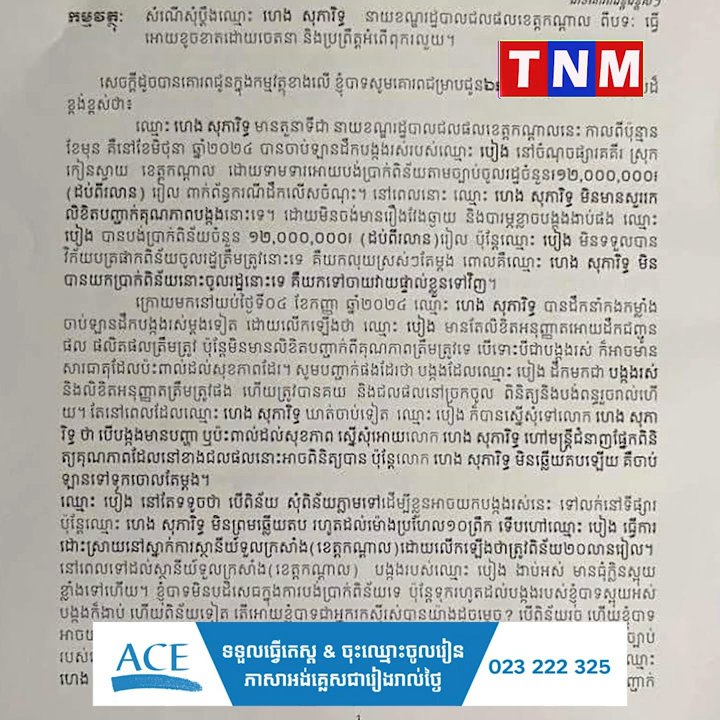 កម្មវត្ថុៈ សំណើសុំប្តឹងឈ្មោះ ហេង សុភារិទ្ធ នាយខណ្ឌរដ្ឋបាលជលផលខេត្តកណ្តាល ពីបទៈ ធ្វើ
អោយខូចខាតដោយចេតនា និងប្រព្រឹត្តអំពើពុករលួយ។
TNM
សេចក្តីដូចបានគោរពជូនក្នុងកម្មវត្ថុខាងលើ ខ្ញុំបាទសូមគោរពជម្រាបជូន
ខ្ពង់ខ្ពស់ថា៖
ឈ្មោះ ហេង សុភារិទ្ធ មានតួនាទីជា នាយខណ្ឌរដ្ឋបាលជលផលខេត្តកណ្តាលនេះ កាលពីប៉ុន្មាន
ខែមុន គឺនៅខែមិថុនា ឆ្នាំ២០២៤ បានចាប់ឡានដឹកបង្កងរស់របស់ឈ្មោះ បៀង នៅចំណុចផ្សារគគីរ ស្រុក
កៀនស្វាយ ខេត្តកណ្តាល ដោយទាមទារអោយបង់ប្រាក់ពិន័យតាមច្បាប់ចូលរដ្ឋចំនួន៖១២,០០០,០០០៛
(ដប់ពីរលាន) រៀល ពាក់ព័ន្ធករណីដឹកលើសចំណុះ។ នៅពេលនោះ ឈ្មោះ ហេង សុភារិទ្ធ មិនមានសួររក
លិខិតបញ្ជាក់គុណភាពបង្កងនោះទេ។ ដោយមិនចង់មានរឿងវែងឆ្ងាយ និងបារម្ភខ្លាចបង្កងងាប់ផង ឈ្មោះ
បៀង បានបង់ប្រាក់ពិន័យចំនួន ១២,០០០,០០០៛ (ដប់ពីរលាន)រៀល ប៉ុន្តែឈ្មោះ បៀង មិនទទួលបាន
វិក័យបត្រផាកពិន័យចូលរដ្ឋត្រឹមត្រូវនោះទេ គឺយកលុយស្រស់ៗតែម្តង ពោលគឺឈ្មោះ ហេង សុភារិទ្ធ មិន
បានយកប្រាក់ពិន័យនោះចូលរដ្ឋនោះទេ គឺយកទៅចាយវាយផ្ទាល់ខ្លួនទៅវិញ។
ក្រោយមកនៅយប់ថ្ងៃទី០៤ ខែកញ្ញា ឆ្នាំ២០២៤ ឈ្មោះ ហេង សុភារិទ្ធ បានដឹកនាំកងកម្លាំង
ចាប់ឡានដឹកបង្កងរស់ម្តងទៀត ដោយលើកឡើងថា ឈ្មោះ បៀង មានតែលិខិតអនុញ្ញាតអោយដឹកជញ្ជូន
ផល ផលិតផលត្រឹមត្រូវ ប៉ុន្តែមិនមានលិខិតបញ្ជាក់ពីគុណភាពត្រឹមត្រូវទេ បើទោះបីជាបង្កងរស់ ក៏អាចមាន
សារធាតុដែលប៉ះពាល់ដល់សុខភាពដែរ។ សូមបញ្ជាក់ផងដែរថា បង្កងដែលឈ្មោះ បៀង ដឹកមកជា បង្កងរស់
និងលិខិតអនុញ្ញាតត្រឹមត្រូវផង ហើយត្រូវបានគយ និងជលផលនៅច្រកចូល ពិនិត្យនិងបង់ពន្ធរួចរាល់ហើ
យ។ តែនៅពេលដែលឈ្មោះ ហេង សុភារិទ្ធ ឃាត់ចាប់ទៀត ឈ្មោះ បៀង ក៏បានស្នើសុំទៅលោក ហេង សុភា
រិទ្ធ ថា បើបង្កងមានបញ្ហា ឬប៉ះពាល់ដល់សុខភាព ស្នើសុំអោយលោក ហេង សុភារិទ្ធ ហៅមន្ត្រីជំនាញផ្នែកពិនិ
ត្យគុណភាពដែលនៅខាងជលផលនោះអាចពិនិត្យបាន ប៉ុន្តែលោក ហេង សុភារិទ្ធ មិនឆ្លើយតបឡើយ គឺចាប់
ឡានទៅទុកចោលតែម្តង។
ឈ្មោះ បៀង នៅតែទទូចថា បើពិន័យ សុំពិន័យភ្លាមទៅដើម្បីខ្លួនអាចយកបង្កងរស់នេះ ទៅលក់នៅទីផ្សារ
ប៉ុន្តែឈ្មោះ ហេង សុភារិទ្ធ មិនព្រមឆ្លើយតប រហូតដល់ម៉ោងប្រហែល១០ព្រឹក ទើបហៅឈ្មោះ បៀង ធ្វើការ
ដោះស្រាយនៅស្នាក់ការស្ថានីយ៍ទួលក្រសាំង(ខេត្តកណ្តាល)ដោយលើកឡើងថាត្រូវពិន័យ២០លានរៀល។
នៅពេលទៅដល់ស្ថានីយ៍ទួលក្រសាំង(ខេត្តកណ្តាល) បង្កងរបស់ឈ្មោះ បៀង ងាប់អស់ មានធុំក្លិនស្អុយ
ខ្លាំងទៅហើយ។ ខ្ញុំបាទមិនបដិសេធក្នុងការបង់ប្រាក់ពិន័យទេ ប៉ុន្តែទុករហូតដល់បង្កងរបស់ខ្ញុំបាទស្អុយអស់
បង្កងក៏ងាប់ ហើយពិន័យទៀត តើអោយខ្ញុំបាទជាអ្នករកស៊ីរស់បានយ៉ាងដូចម្តេច? បើពិន័យរួច ហើយខ្ញុំបាទ
អាចយ
ច្បាប់
របស់រ
ឈ្មោះ
ហេង
ញ្ជាក់
ACE
ទទួលធ្វើតេស្ត & ចុះឈ្មោះចូលរៀន
ភាសាអង់គ្លេសជារៀងរាល់ថ្ងៃ
023 222 325
1